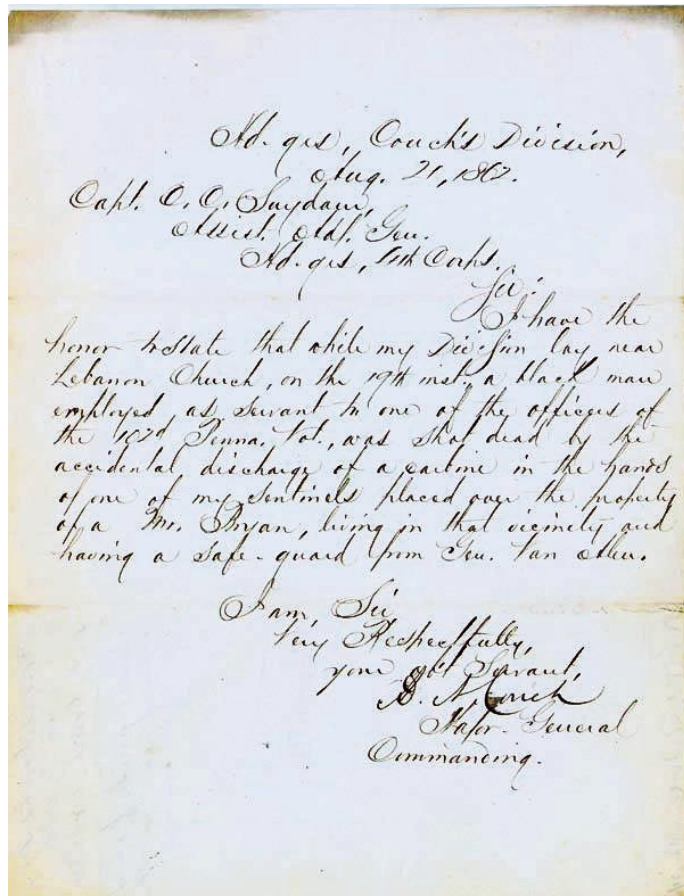 Hd. qrs, Couch's Division,
Aug. 21, 1862.
Capt. C. C. Suydam,
Assist. Adj. Gen.
Hd. qrs, 4th Corps.
Sir:
I have the
honor to state that while my Division lay near
Lebanon Church, on the 19th inst., a black man
employed as servant to one of the officers of
the 102d Penna. Vol., was shot dead by the
accidental discharge of a carbine in the hands
of one of my sentinels placed over the property
of a Mr. Bryan, living in that vicinity and
having a safe-guard from Gen. Van Alen.
I am, Sir
Very Respectfully,
your obt Servant,
D. N. Couch
Major General
Commanding.